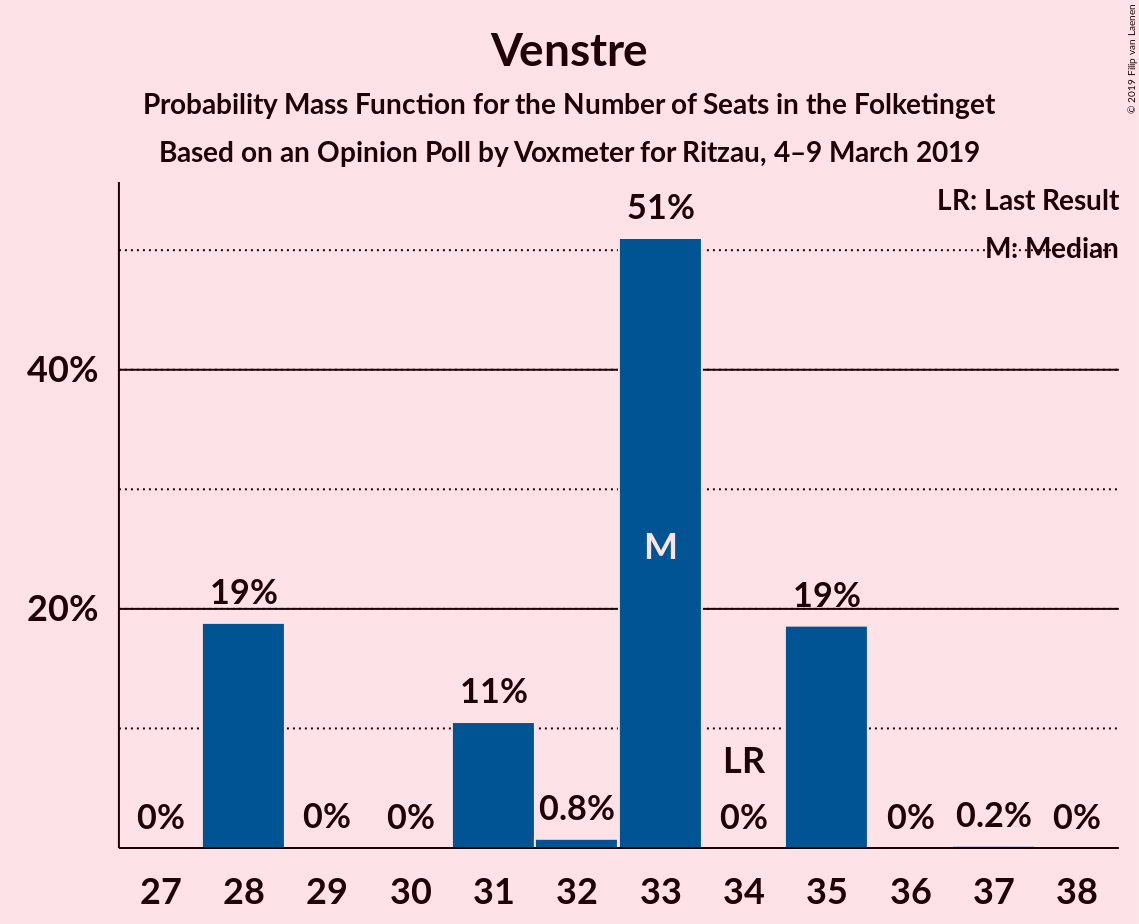 © 2019 Filip van Laenen
Venstre
Probability Mass Function for the Number of Seats in the Folketinget
Based on an Opinion Poll by Voxmeter for Ritzau, 4–9 March 2019
LR: Last Result
M: Median
51%
40%
M
20%
19%
19%
11%
LR
0%
0%
0%
0.8%
0%
0%
0.2%
0%
27 28 29 30 31 32 33 34 35 36 37 38